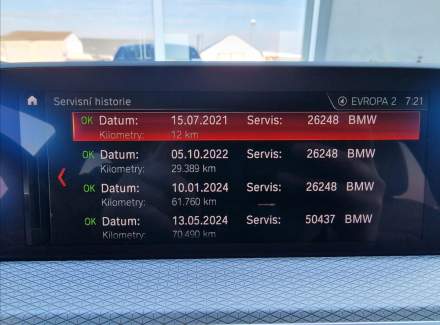 Servisní historie EVROPA 2 7:21
OK Datum: 15.07.2021 Servis: 26248 BMW
Kilometry: 12 km
OK Datum: 05.10.2022 Servis: 26248 BMW
Kilometry: 29.389 km
OK Datum: 10.01.2024 Servis: 26248 BMW
Kilometry: 61.760 km
OK Datum: 13.05.2024 Servis: 50437 BMW
Kilometry: 70.490 km